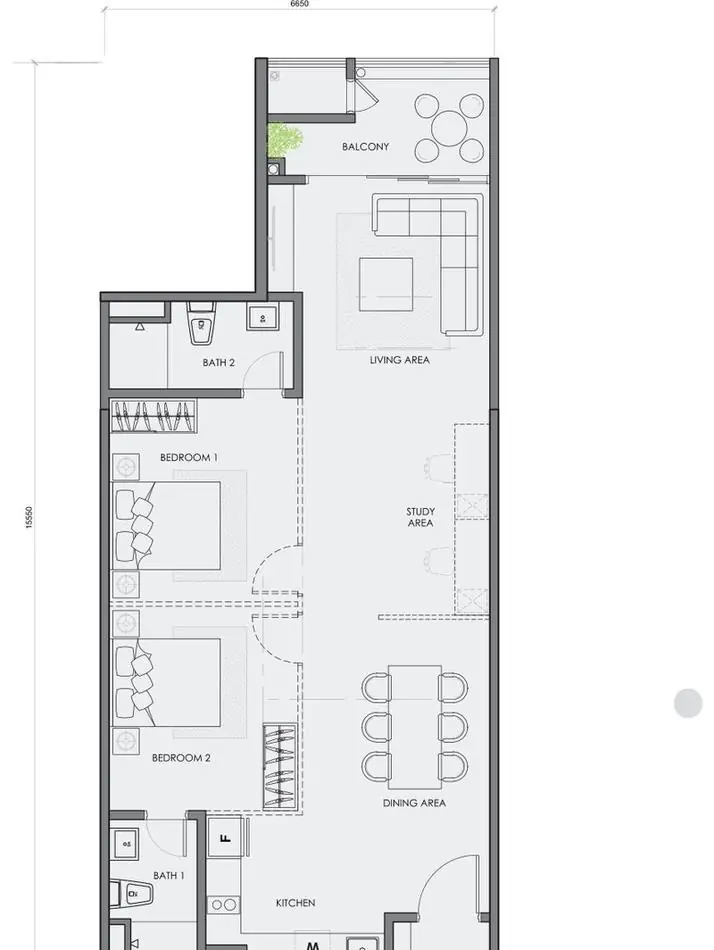 6650
BALCONY
LIVING AREA
BATH 2
BEDROOM 1
15550
STUDY
AREA
BEDROOM 2
DINING AREA
F
BATH 1
KITCHEN
M